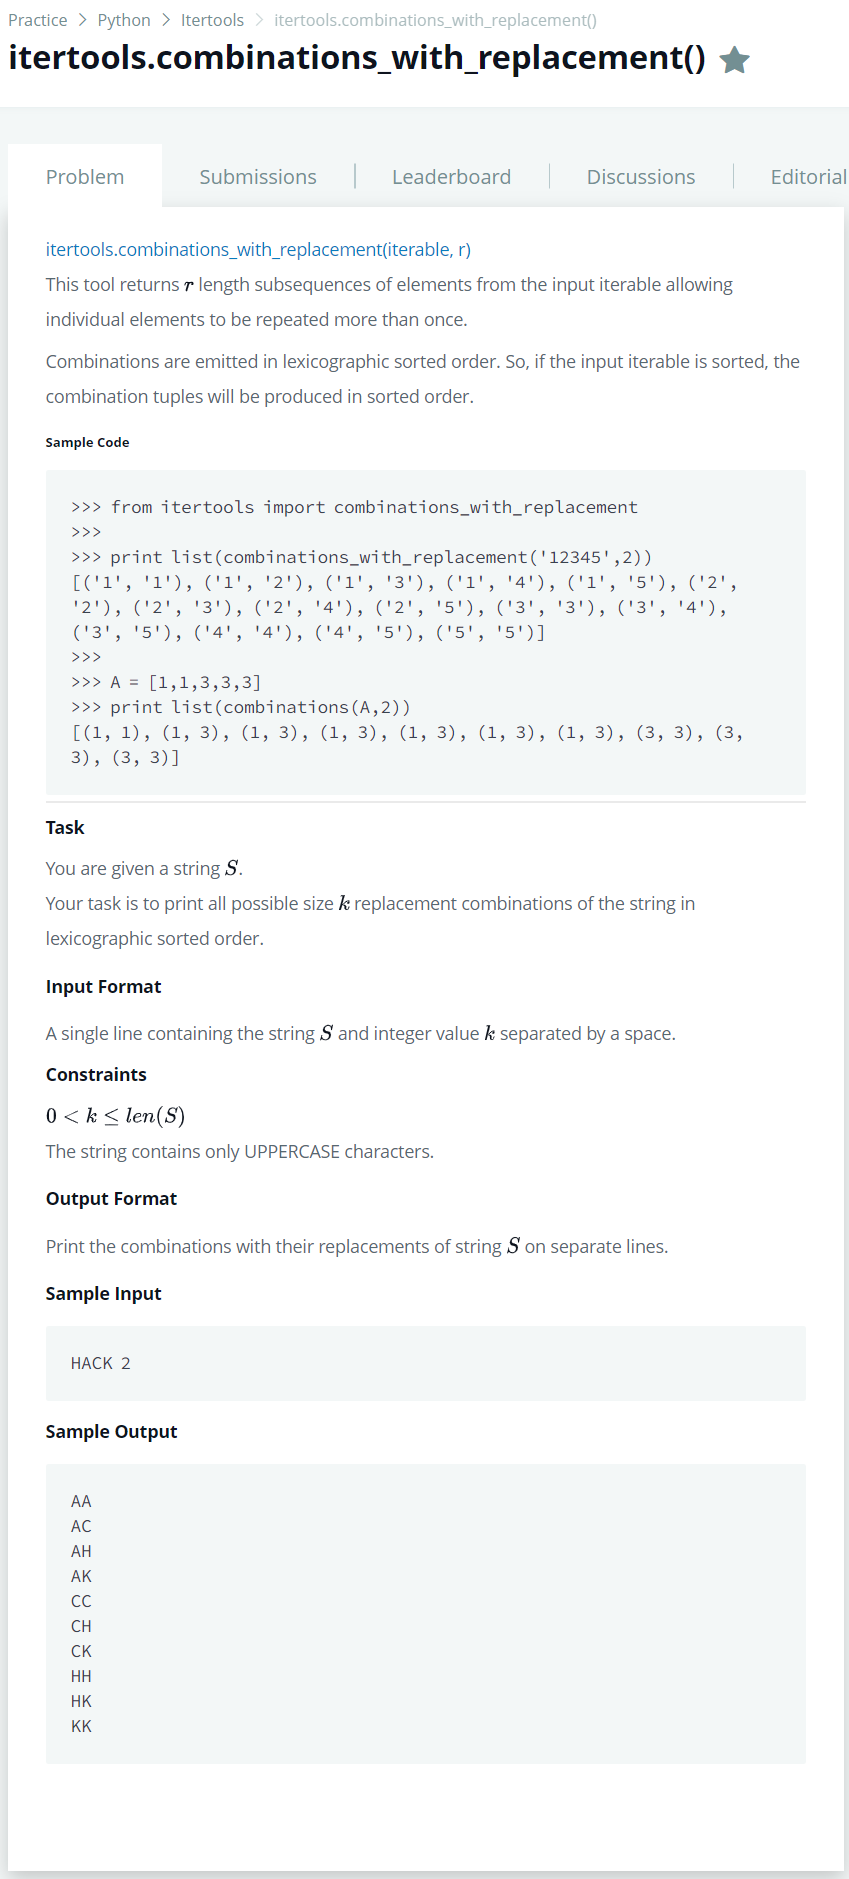 Practice > Python > Itertools > itertools.combinations_with_replacement()
itertools.combinations_with_replacement()
Problem Submissions Leaderboard Discussions Editorial
itertools.combinations_with_replacement(iterable, r)
This tool returns r length subsequences of elements from the input iterable allowing
individual elements to be repeated more than once.
Combinations are emitted in lexicographic sorted order. So, if the input iterable is sorted, the
combination tuples will be produced in sorted order.
Sample Code
>>> from itertools import combinations_with_replacement
>>>
>>> print list(combinations_with_replacement('12345',2))
[('1', '1'), ('1', '2'), ('1', '3'), ('1', '4'), ('1', '5'), ('2',
'2'), ('2', '3'), ('2', '4'), ('2', '5'), ('3', '3'), ('3', '4'),
('3', '5'), ('4', '4'), ('4', '5'), ('5', '5')]
>>>
>>> A = [1,1,3,3,3]
>>> print list(combinations(A,2))
[(1, 1), (1, 3), (1, 3), (1, 3), (1, 3), (1, 3), (1, 3), (3, 3), (3,
3), (3, 3)]
Task
You are given a string S.
Your task is to print all possible size k replacement combinations of the string in
lexicographic sorted order.
Input Format
A single line containing the string S and integer value k separated by a space.
Constraints
0 < k ≤ len(S)
The string contains only UPPERCASE characters.
Output Format
Print the combinations with their replacements of string S on separate lines.
Sample Input
HACK 2
Sample Output
AA
AC
AH
AK
CC
CH
CK
HH
HK
KK